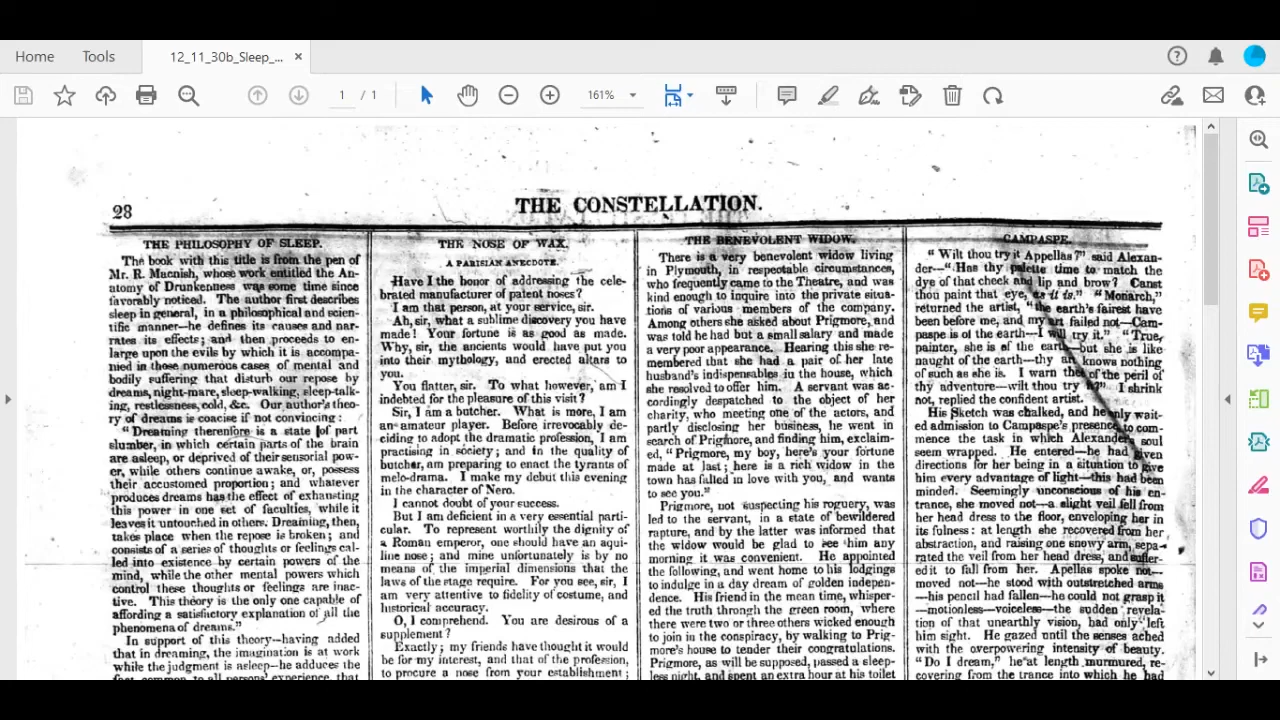 Home
Tools
12_11_30b_Sleep_...
1 / 1
161%
23
THE CONSTELLATION.
THE PHILOSOPHY OF SLEEP.
The book with this title is from the pen of
Mr. R. Macnish, whose work entitled the An-
atomy of Drunkenness was some time since
favorably noticed. The author first describes
sleep in general, in a philosophical and scien-
tific manner—he defines its causes and nar-
rates its effects; and then proceeds to en-
large upon the evils by which it is accompa-
nied in those numerous cases of mental and
bodily suffering that disturb our repose by
dreams, night-mare, sleep-walking, sleep-talk-
ing, restlessness, cold, &c. Our author's theo-
ry of dreams is concise if not convincing:
"Dreaming therefore is a state of part
slumber, in which certain parts of the brain
are asleep, or deprived of their sensorial pow-
er, while others continue awake, or, possess
their accustomed proportion; and whatever
produces dreams has the effect of exhausting
this power in one set of faculties, while it
leaves it untouched in others. Dreaming, then,
takes place when the repose is broken; and
consists of a series of thoughts or feelings cal-
led into existence by certain powers of the
mind, while the other mental powers which
control these thoughts or feelings are inac-
tive. This theory is the only one capable of
affording a satisfactory explanation of all the
phenomena of dreams."
In support of this theory—having added
that in dreaming, the imagination is at work
while the judgment is asleep—he adduces the
fact, common to all persons' experience, that
THE NOSE OF WAX.
A PARISIAN ANECDOTE.
Have I the honor of addressing the cele-
brated manufacturer of patent noses?
I am that person, at your service, sir.
Ah, sir, what a sublime discovery you have
made! Your fortune is as good as made.
Why, sir, the ancients would have put you
into their mythology, and erected altars to
you.
You flatter, sir. To what however, am I
indebted for the pleasure of this visit?
Sir, I am a butcher. What is more, I am
an amateur player. Before irrevocably de-
ciding to adopt the dramatic profession, I am
practising in society; and in the quality of
butcher, am preparing to enact the tyrants of
melo-drama. I make my debut this evening
in the character of Nero.
I cannot doubt of your success.
But I am deficient in a very essential parti-
cular. To represent worthily the dignity of
a Roman emperor, one should have an aqui-
line nose; and mine unfortunately is by no
means of the imperial dimensions that the
laws of the stage require. For you see, sir, I
am very attentive to fidelity of costume, and
historical accuracy.
O, I comprehend. You are desirous of a
supplement?
Exactly; my friends have thought it would
be for my interest, and that of the profession,
to procure a nose from your establishment;
THE BENEVOLENT WIDOW.
There is a very benevolent widow living
in Plymouth, in respectable circumstances,
who frequently came to the Theatre, and was
kind enough to inquire into the private situa-
tions of various members of the company.
Among others she asked about Prigmore, and
was told he had but a small salary and made
a very poor appearance. Hearing this she re-
membered that she had a pair of her late
husband's indispensables in the house, which
she resolved to offer him. A servant was ac-
cordingly despatched to the object of her
charity, who meeting one of the actors, and
partly disclosing her business, he went in
search of Prigmore, and finding him, exclaim-
ed, "Prigmore, my boy, here's your fortune
made at last; here is a rich widow in the
town has fallen in love with you, and wants
to see you."
Prigmore, not suspecting his roguery, was
led to the servant, in a state of bewildered
rapture, and by the latter was informed that
the widow would be glad to see him any
morning it was convenient. He appointed
the following, and went home to his lodgings
to indulge in a day dream of golden indepen-
dence. His friend in the mean time, whisper-
ed the truth through the green room, where
there were two or three others wicked enough
to join in the conspiracy, by walking to Prig-
more's house to tender their congratulations.
Prigmore, as will be supposed, passed a sleep-
less night, and spent an extra hour at his toilet
CAMPASPE.
"Wilt thou try it Appellas?" said Alexan-
der—"Has thy palette time to match the
dye of that cheek and lip and brow? Canst
thou paint that eye, as it is." "Monarch,"
returned the artist, "the earth's fairest have
been before me, and my art failed not—Cam-
paspe is of the earth—I will try it." "True,
painter, she is of the earth—but she is like
naught of the earth—thy art knows nothing
of such as she is. I warn thee of the peril of
thy adventure—wilt thou try it?" I shrink
not, replied the confident artist.
His Sketch was chalked, and he only wait-
ed admission to Campaspe's presence to com-
mence the task in which Alexander's soul
seem wrapped. He entered—he had given
directions for her being in a situation to give
him every advantage of light—this had been
minded. Seemingly unconscious of his en-
trance, she moved not—a slight veil fell from
her head dress to the floor, enveloping her in
its fulness: at length she recovered from her
abstraction, and raising one snowy arm, sepa-
rated the veil from her head dress, and suffer-
ed it to fall from her. Apellas spoke not—
moved not—he stood with outstretched arms
—his pencil had fallen—he could not grasp it
—motionless—voiceless—the sudden revela-
tion of that unearthly vision, had only left
him sight. He gazed until the senses ached
with the overpowering intensity of beauty.
"Do I dream," he at length murmured, re-
covering from the trance into which he had